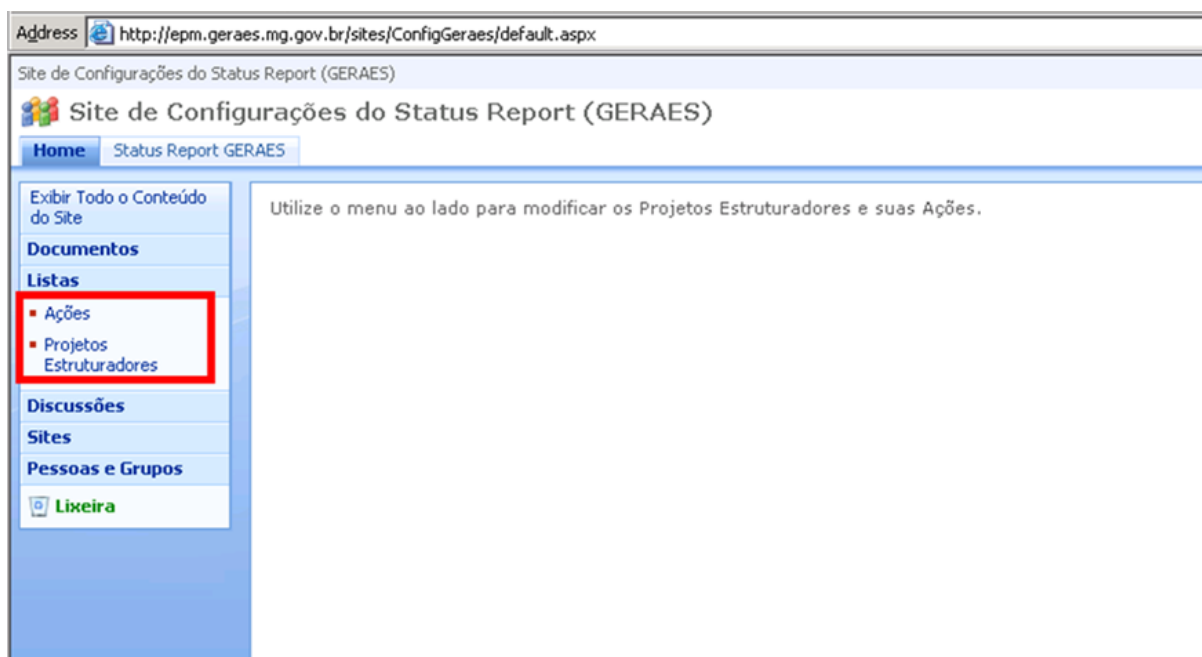 Address http://epm.geraes.mg.gov.br/sites/ConfigGeraes/default.aspx
Site de Configurações do Status Report (GERAES)
Site de Configurações do Status Report (GERAES)
Home Status Report GERAES
Exibir Todo o Conteúdo
do Site
Utilize o menu ao lado para modificar os Projetos Estruturadores e suas Ações.
Documentos
Listas
Ações
Projetos
Estruturadores
Discussões
Sites
Pessoas e Grupos
Lixeira